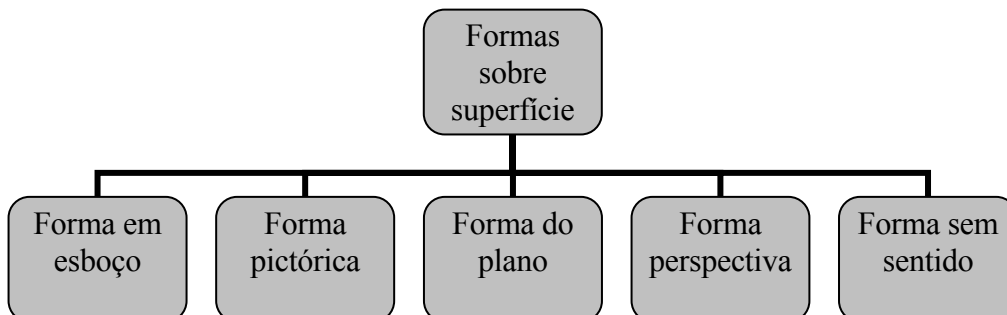 Formas
sobre
superfície
Forma em
esboço
Forma
pictórica
Forma do
plano
Forma
perspectiva
Forma sem
sentido